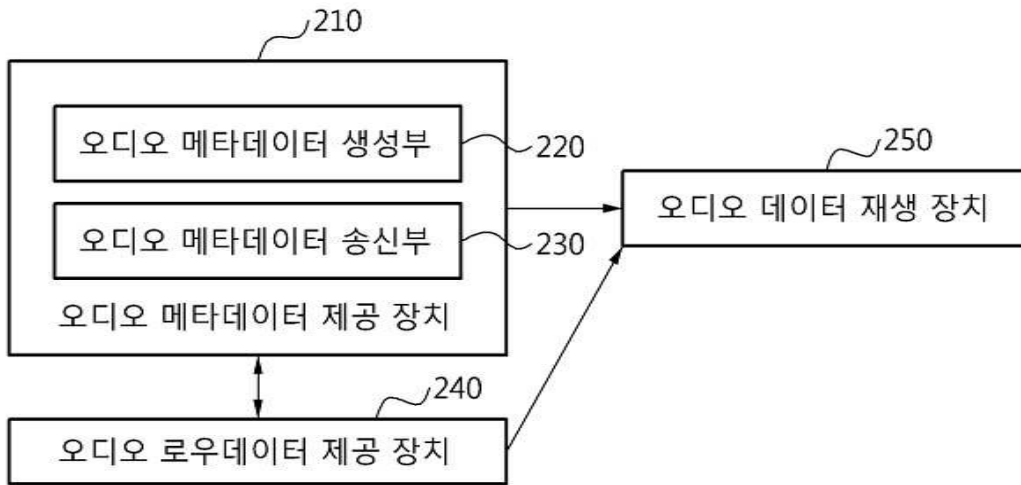 210
오디오 메타데이터 생성부
220
오디오 메타데이터 송신부
230
오디오 메타데이터 제공 장치
250
오디오 데이터 재생 장치
240
오디오 로우데이터 제공 장치